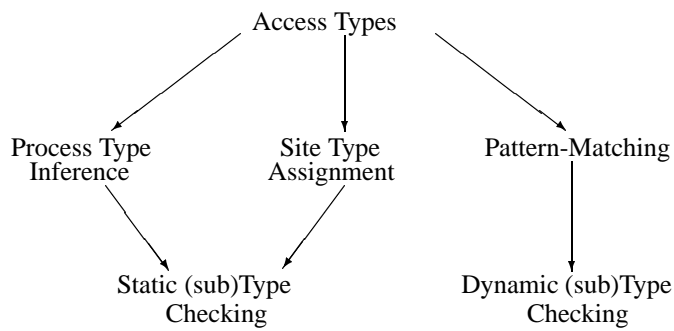 Access Types
Process Type
Inference
Site Type
Assignment
Pattern-Matching
Static (sub)Type
Checking
Dynamic (sub)Type
Checking